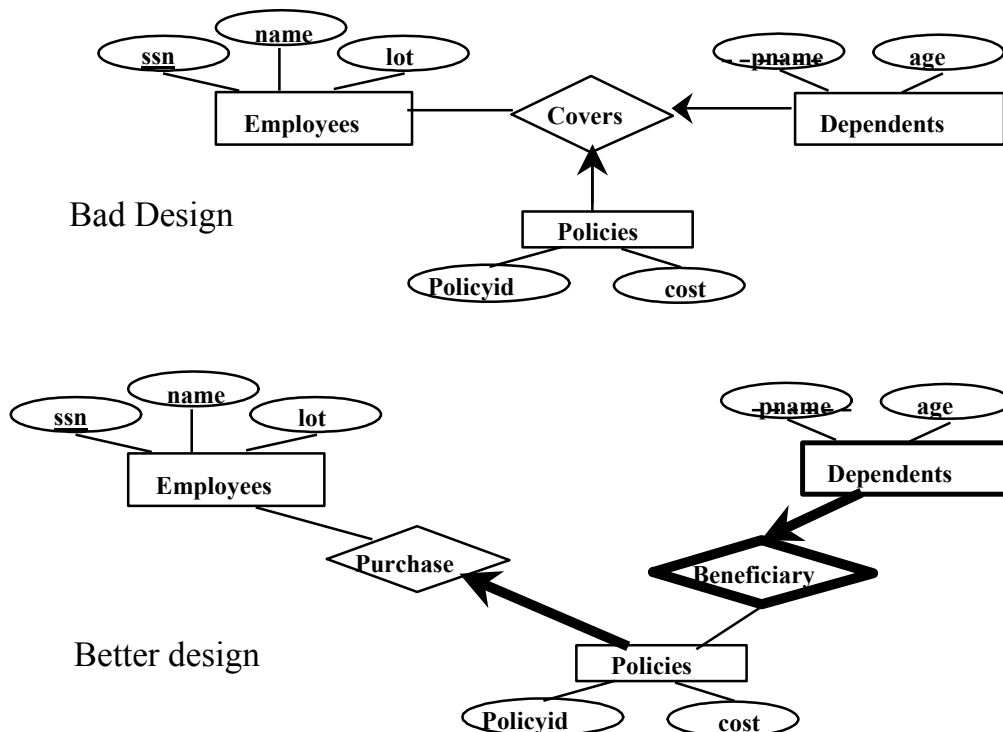 name
ssn
lot
pname
age
Employees
Covers
Dependents
Bad Design
Policies
Policyid
cost
name
ssn
lot
pname
age
Employees
Dependents
Purchase
Beneficiary
Better design
Policies
Policyid
cost